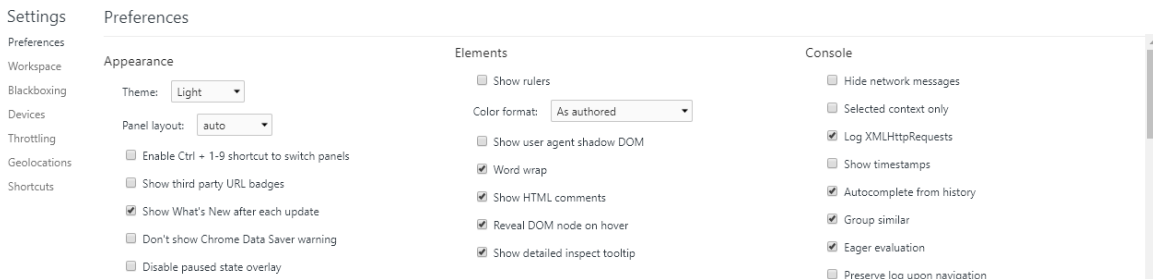 Settings
Preferences
Workspace
Blackboxing
Devices
Throttling
Geolocations
Shortcuts
Preferences
Appearance
Theme: Light
Panel layout: auto
Enable Ctrl + 1-9 shortcut to switch panels
Show third party URL badges
Show What's New after each update
Don't show Chrome Data Saver warning
Disable paused state overlay
Elements
Show rulers
Color format: As authored
Show user agent shadow DOM
Word wrap
Show HTML comments
Reveal DOM node on hover
Show detailed inspect tooltip
Console
Hide network messages
Selected context only
Log XMLHttpRequests
Show timestamps
Autocomplete from history
Group similar
Eager evaluation
Preserve log upon navigation